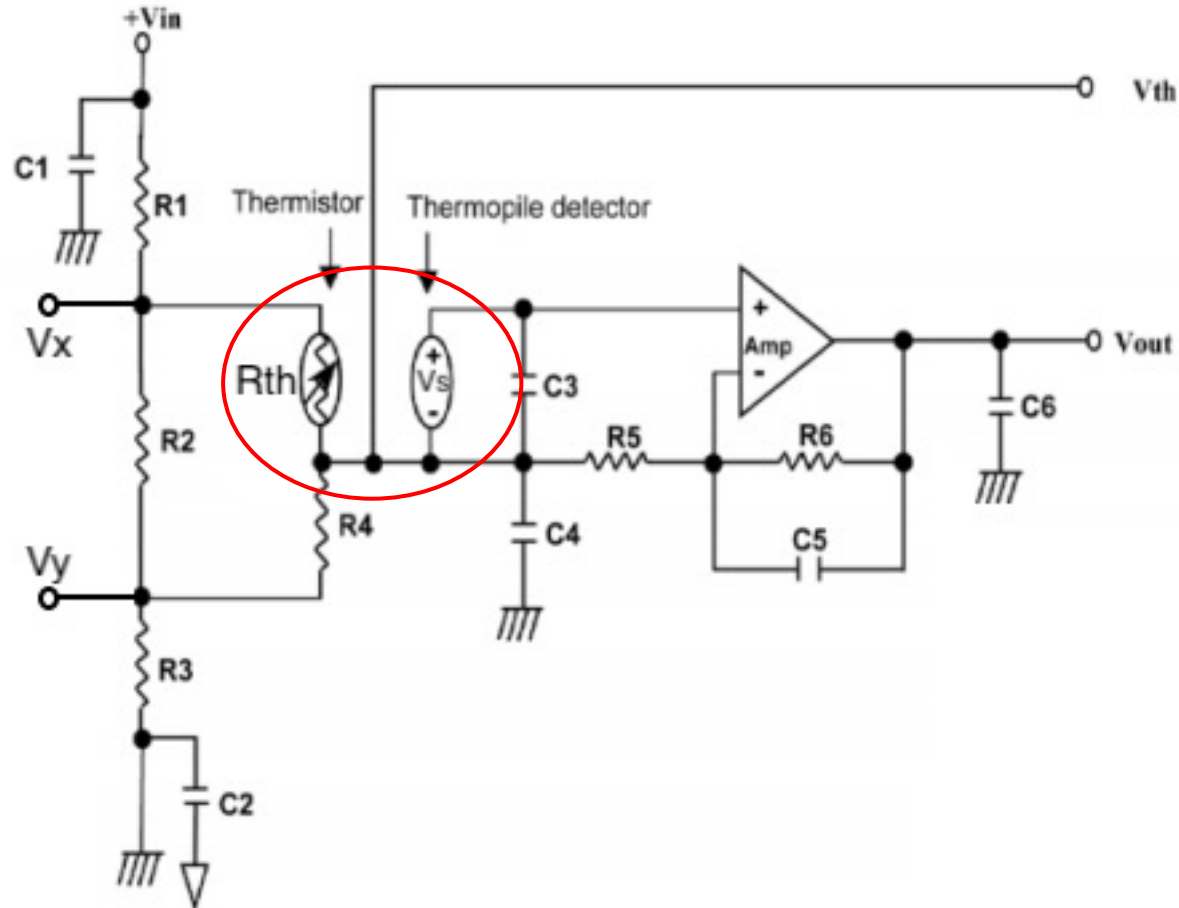 +Vin
Vth
C1
R1
Thermistor
Thermopile detector
Vx
+
Amp
-
Vout
Rth
+
Vs
-
C3
C6
R2
R5
R6
R4
C4
C5
Vy
R3
C2